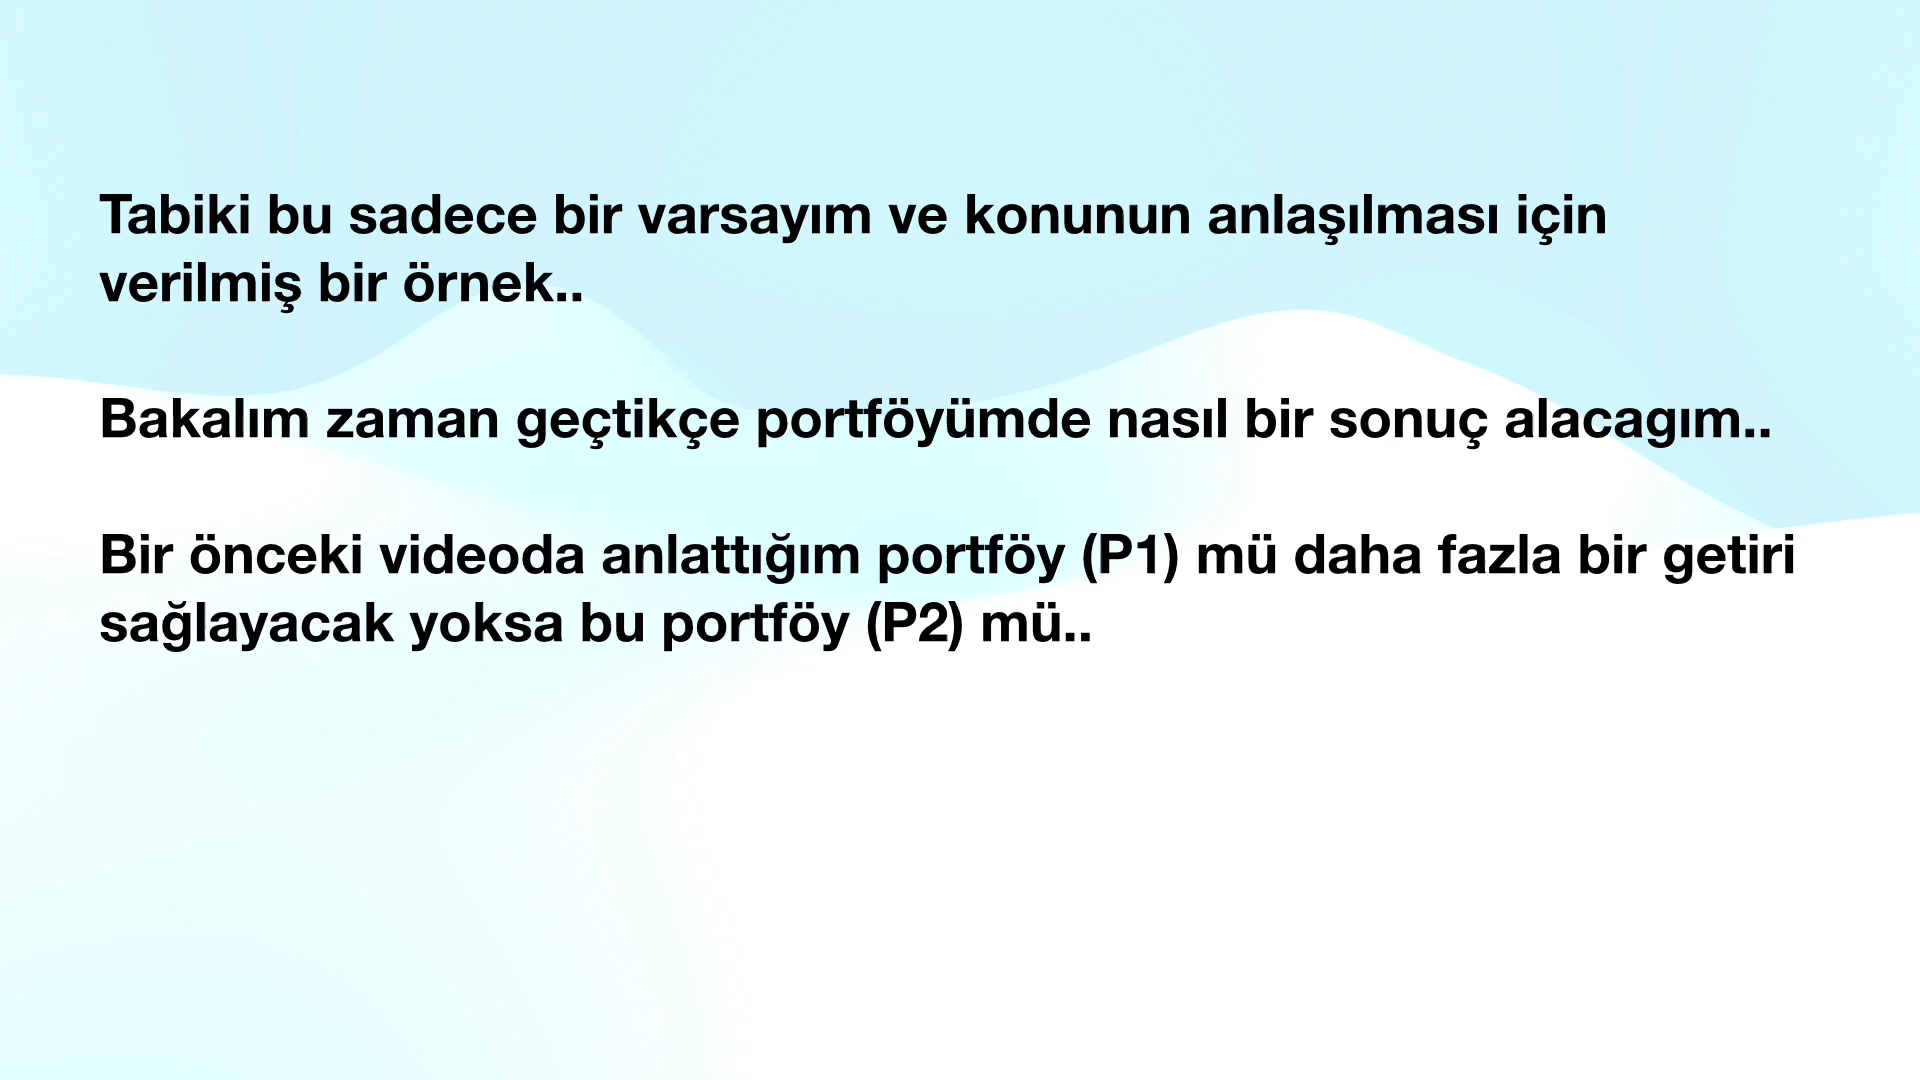 Tabiki bu sadece bir varsayım ve konunun anlaşılması için
verilmiş bir örnek..
Bakalım zaman geçtikçe portföyümde nasıl bir sonuç alacagım..
Bir önceki videoda anlattığım portföy (P1) mü daha fazla bir getiri
sağlayacak yoksa bu portföy (P2) mü..